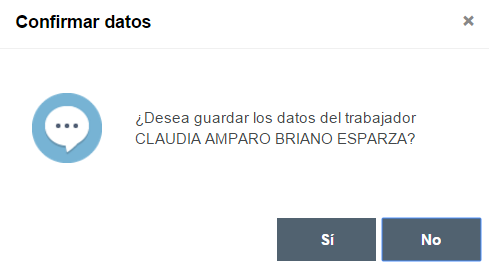 Confirmar datos
×
¿Desea guardar los datos del trabajador
CLAUDIA AMPARO BRIANO ESPARZA?
Sí
No